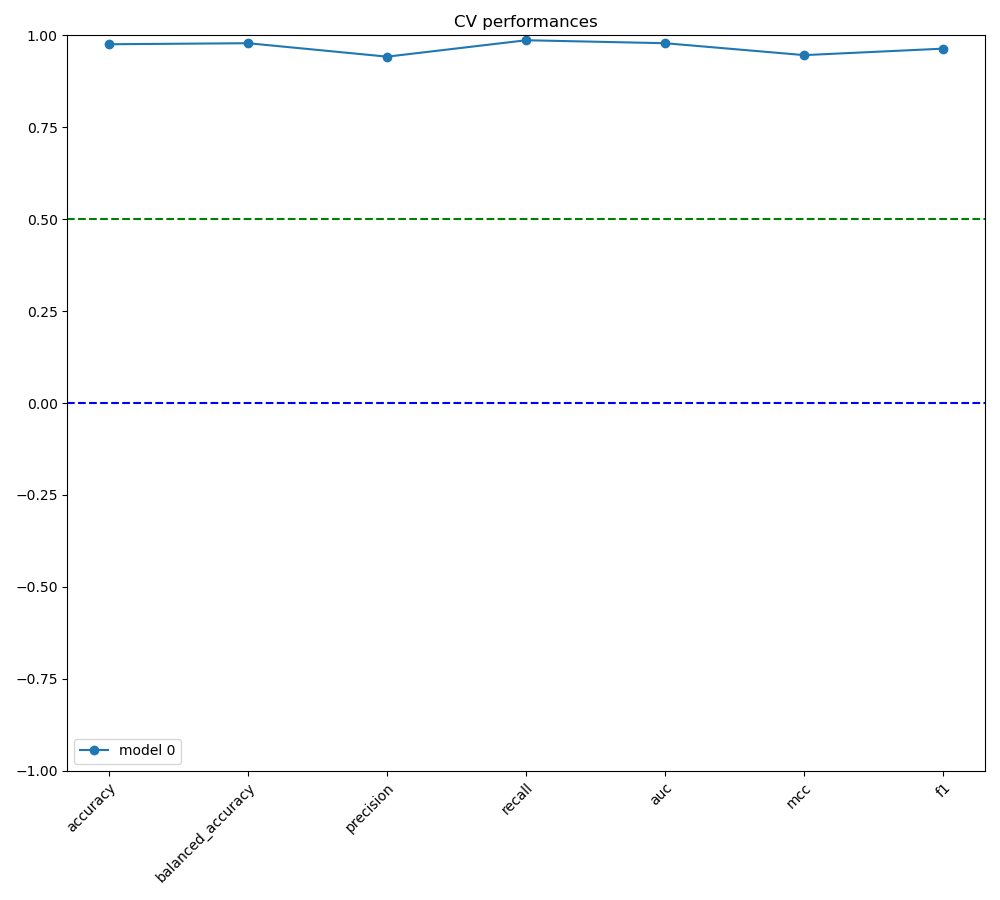 CV performances
1.00
0.75
0.50
0.25
0.00
−0.25
−0.50
−0.75
−1.00
model 0
accuracy
balanced_accuracy
precision
recall
auc
mcc
f1